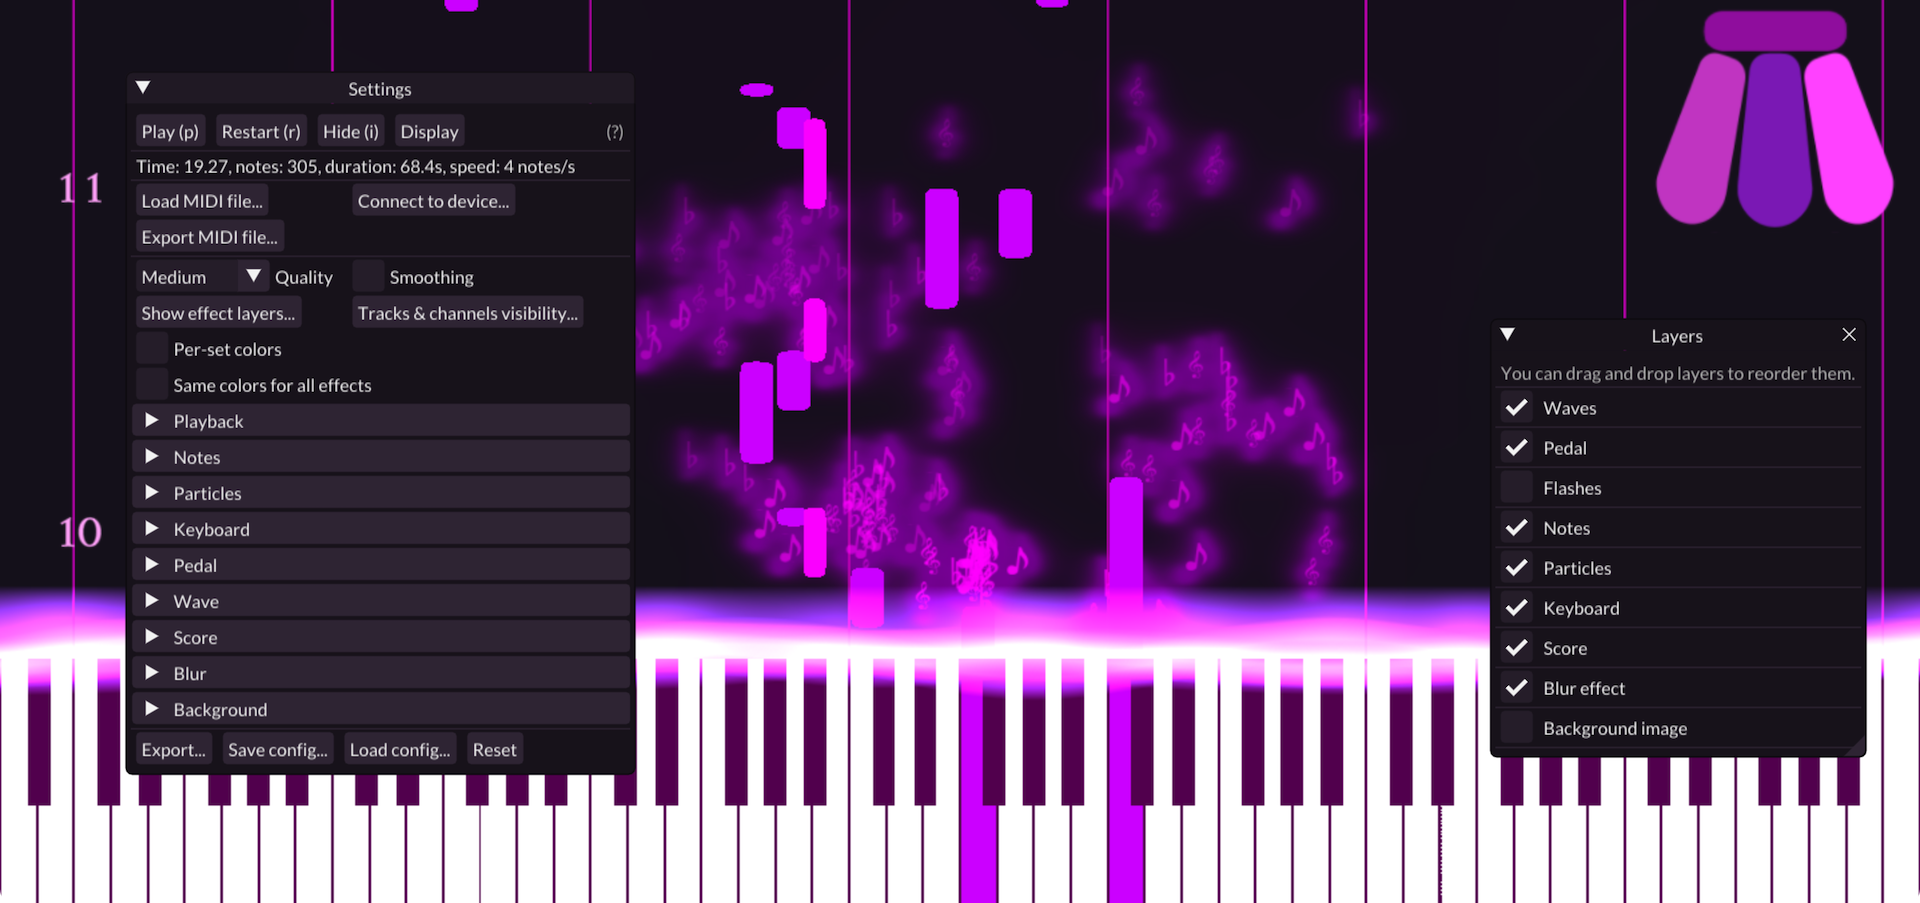 11
10
Settings
Play (p) Restart (r) Hide (i) Display (?)
Time: 19.27, notes: 305, duration: 68.4s, speed: 4 notes/s
Load MIDI file... Connect to device...
Export MIDI file...
Medium Quality Smoothing
Show effect layers... Tracks & channels visibility...
Per-set colors
Same colors for all effects
Playback
Notes
Particles
Keyboard
Pedal
Wave
Score
Blur
Background
Export... Save config... Load config... Reset
Layers
You can drag and drop layers to reorder them.
Waves
Pedal
Flashes
Notes
Particles
Keyboard
Score
Blur effect
Background image